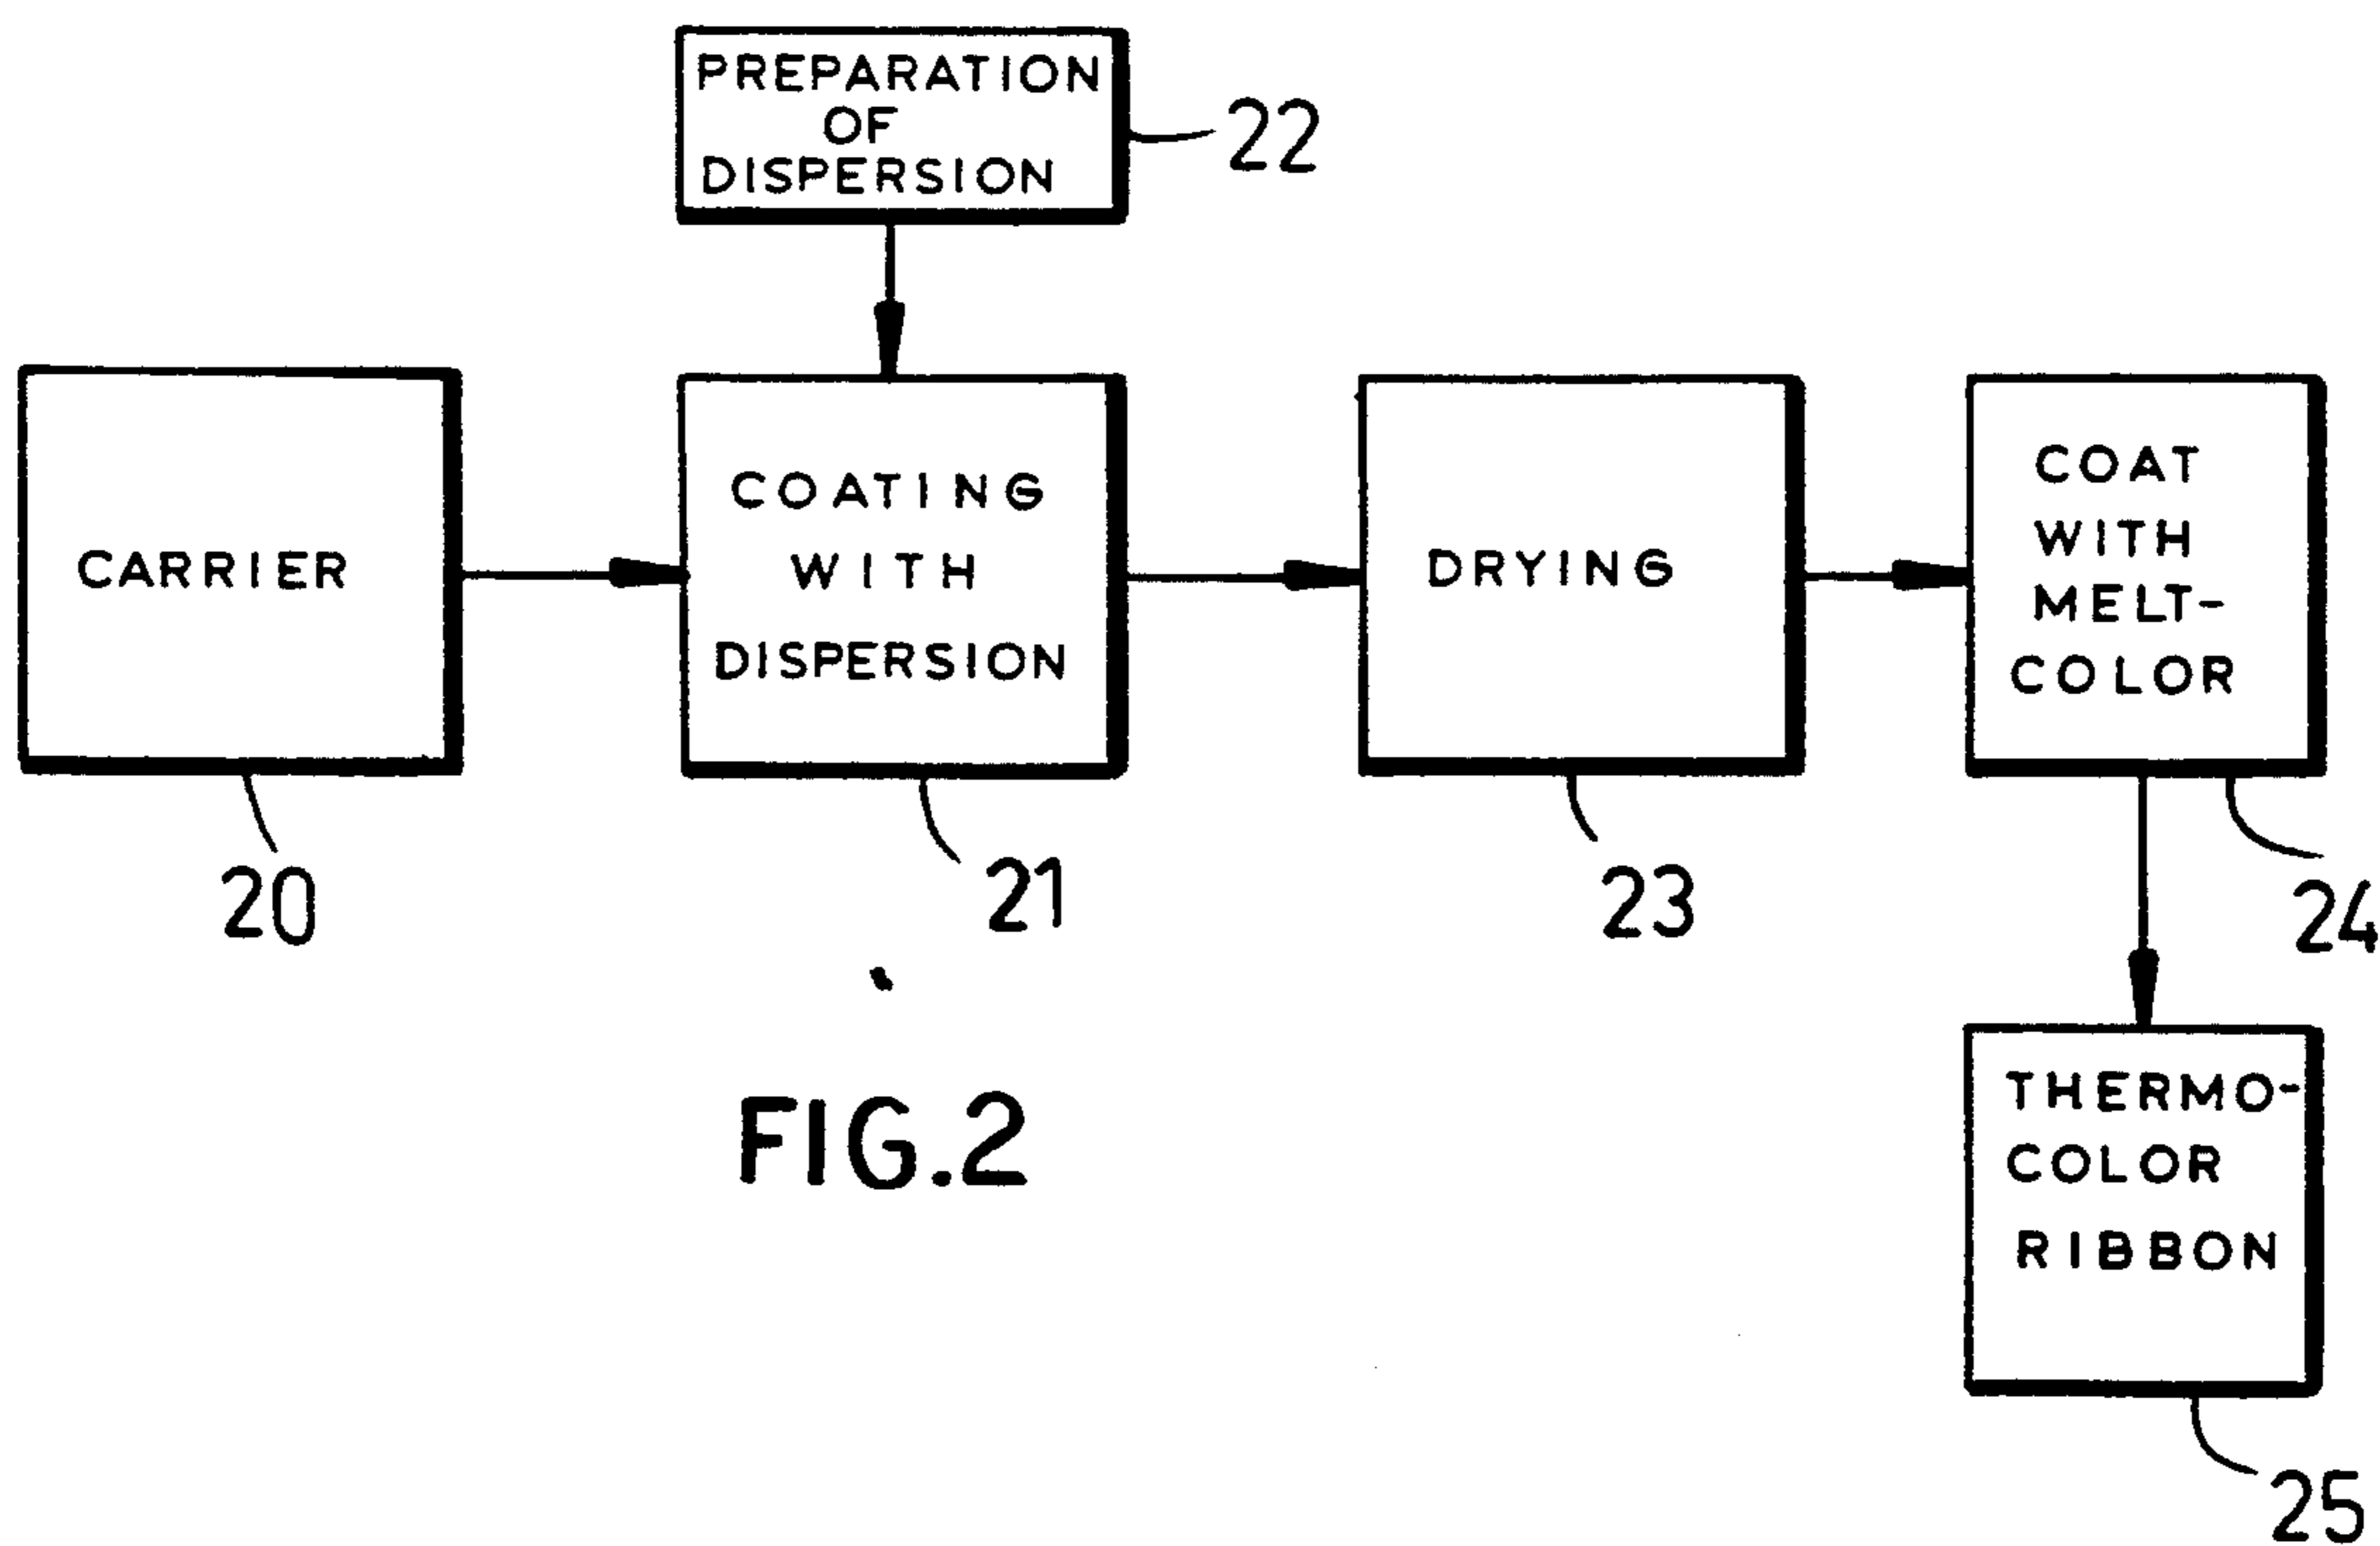 PREPARATION
OF
DISPERSION
22
CARRIER
20
COATING
WITH
DISPERSION
21
DRYING
23
COAT
WITH
MELT-
COLOR
24
THERMO-
COLOR
RIBBON
25
FIG.2